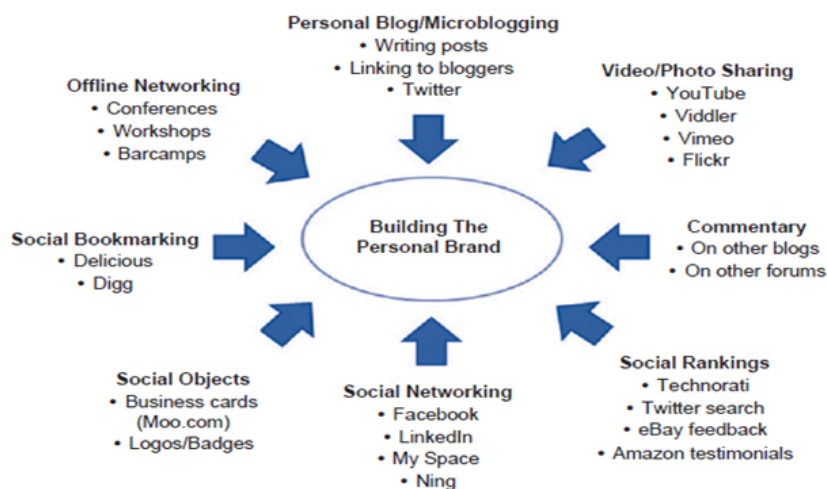 Personal Blog/Microblogging
• Writing posts
• Linking to bloggers
• Twitter
Offline Networking
• Conferences
• Workshops
• Barcamps
Video/Photo Sharing
• YouTube
• Viddler
• Vimeo
• Flickr
Building The
Personal Brand
Social Bookmarking
• Delicious
• Digg
Commentary
• On other blogs
• On other forums
Social Objects
• Business cards
(Moo.com)
• Logos/Badges
Social Networking
• Facebook
• LinkedIn
• My Space
• Ning
Social Rankings
• Technorati
• Twitter search
• eBay feedback
• Amazon testimonials